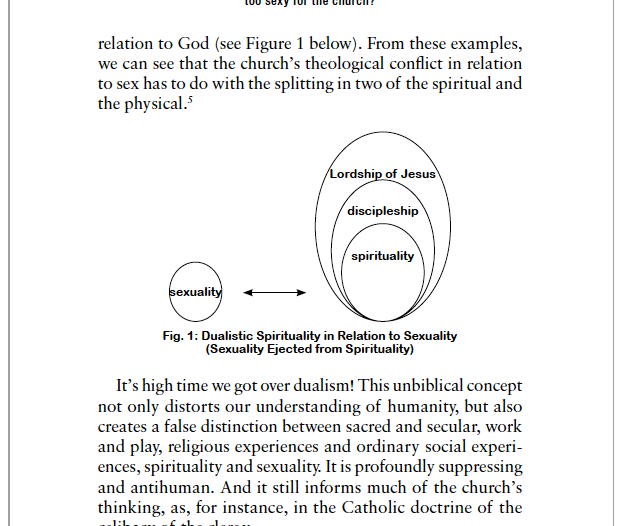 too sexy for the church?
relation to God (see Figure 1 below). From these examples,
we can see that the church’s theological conflict in relation
to sex has to do with the splitting in two of the spiritual and
the physical.5
Lordship of Jesus
discipleship
spirituality
sexuality
Fig. 1: Dualistic Spirituality in Relation to Sexuality
(Sexuality Ejected from Spirituality)
It’s high time we got over dualism! This unbiblical concept
not only distorts our understanding of humanity, but also
creates a false distinction between sacred and secular, work
and play, religious experiences and ordinary social experi-
ences, spirituality and sexuality. It is profoundly suppressing
and antihuman. And it still informs much of the church’s
thinking, as, for instance, in the Catholic doctrine of the
celibacy of the clergy.